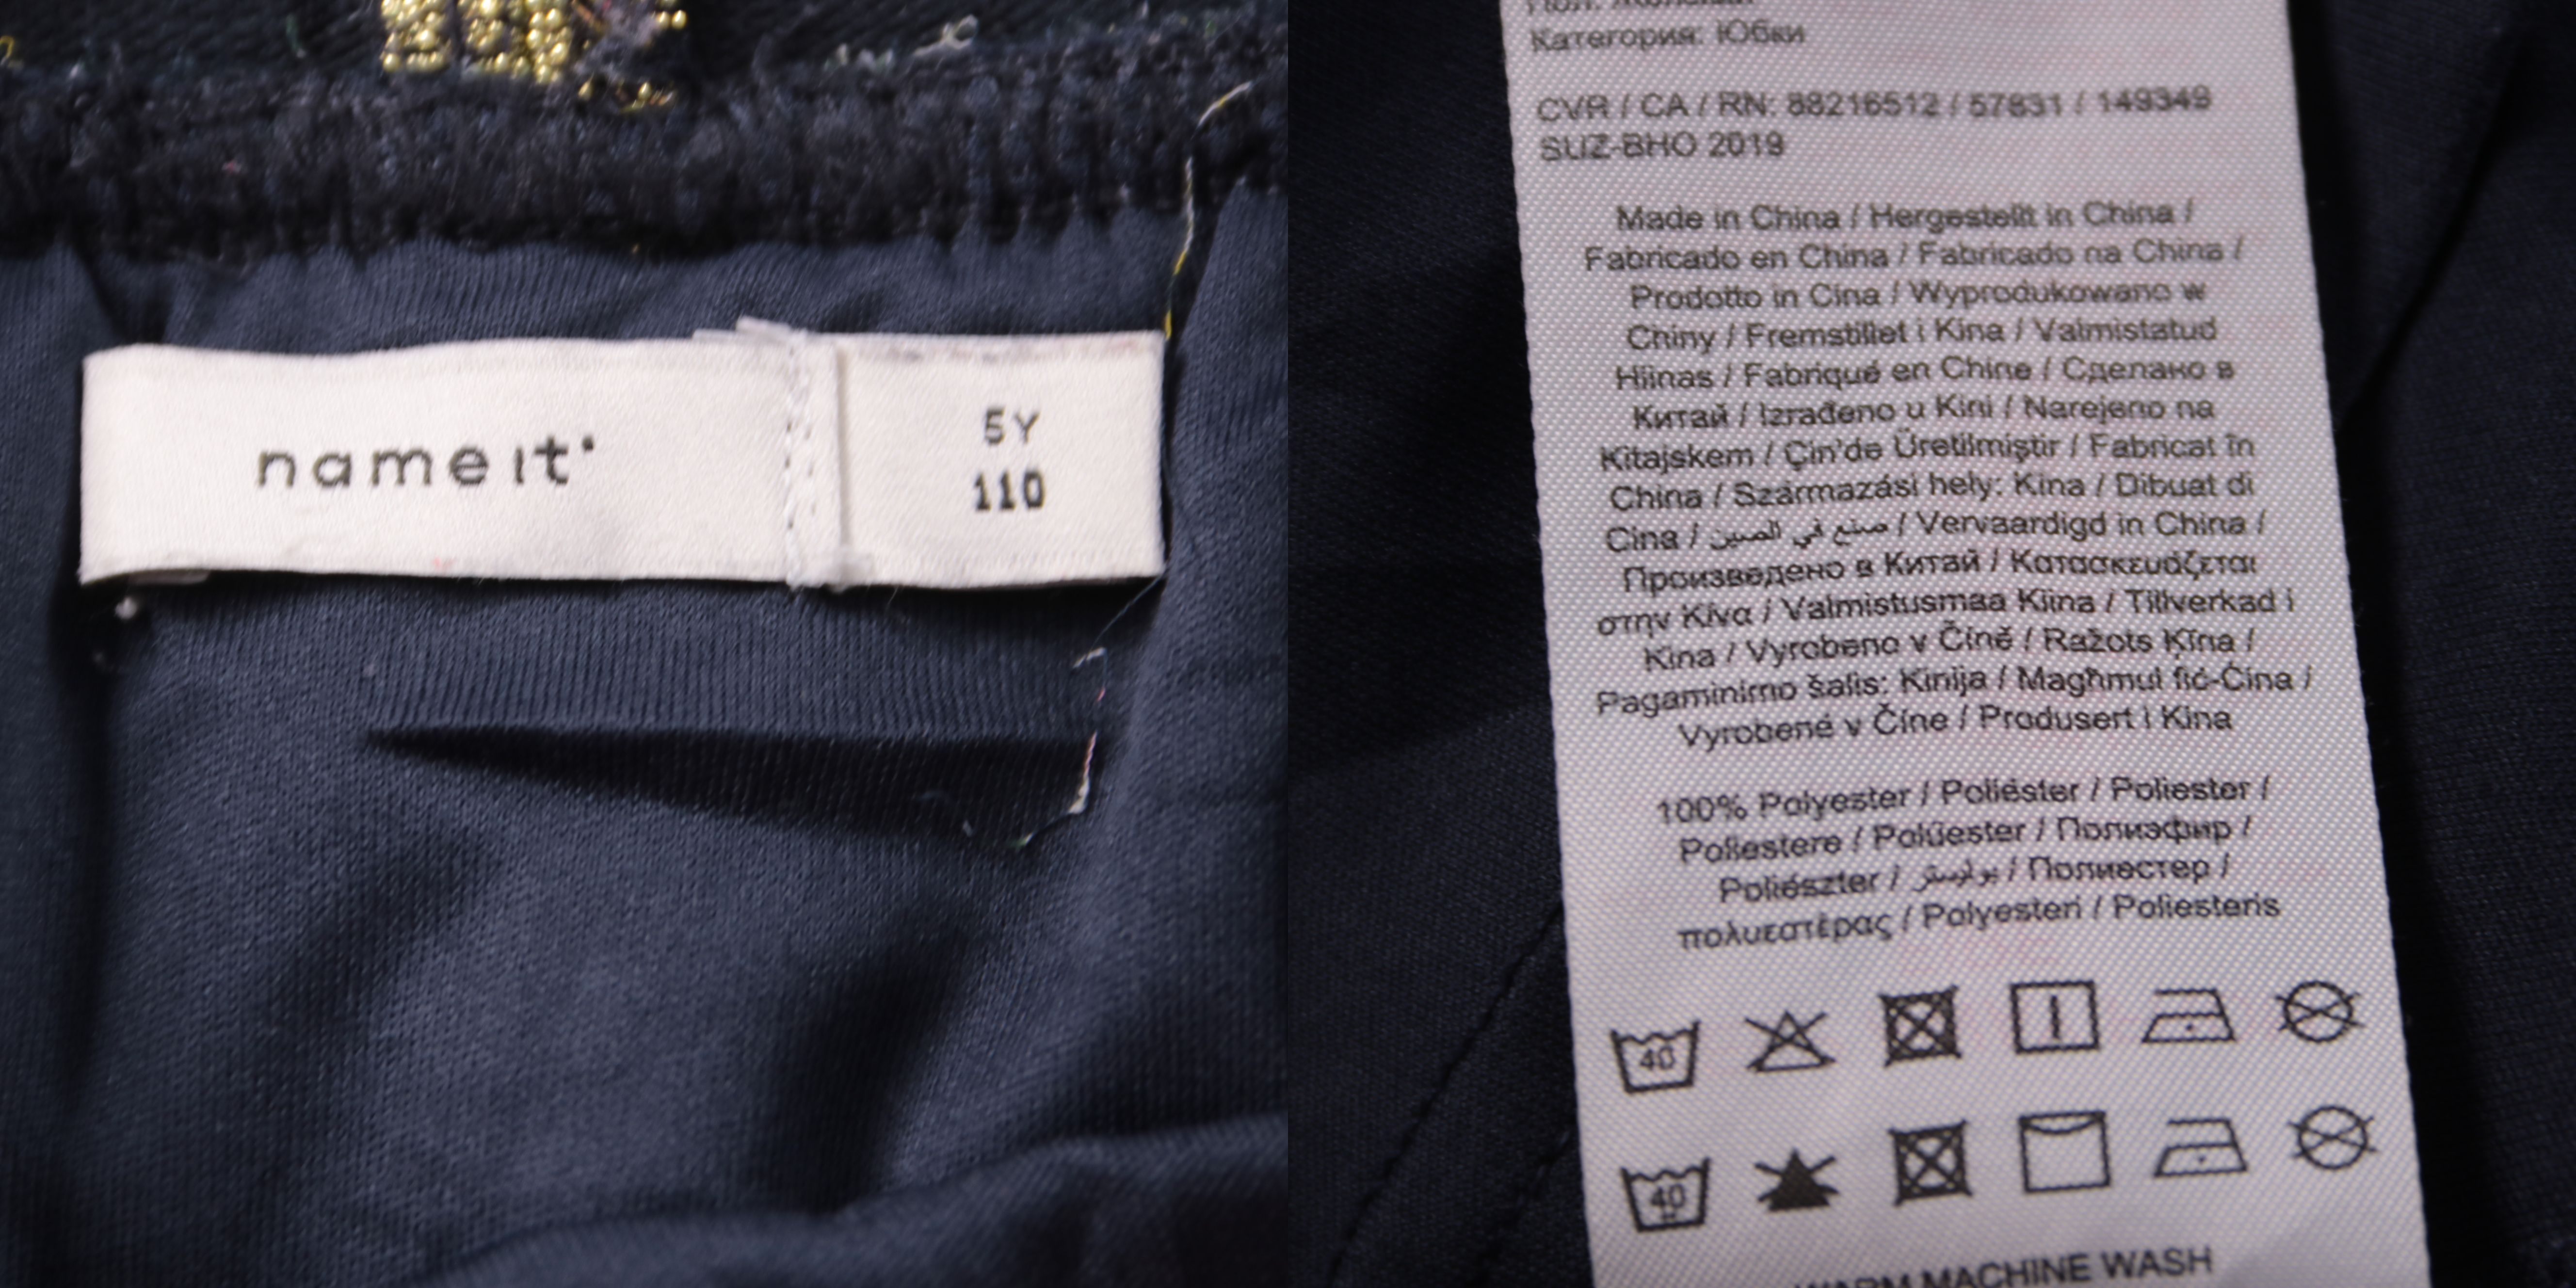 name it
5Y
110
Категория: Юбки
CVR / CA / RN: 88216512 / 57831 / 149349
SUZ-BHO 2019
Made in China / Hergestellt in China /
Fabricado en China / Fabricado na China /
Prodotto in Cina / Wyprodukowano w
Chiny / Fremstillet i Kina / Valmistatud
Hiinas / Fabriqué en Chine / Сделано в
Китай / Izrađeno u Kini / Narejeno na
Kitajskem / Çin'de Üretilmiştir / Fabricat în
China / Származási hely: Kína / Dibuat di
Cina / صنع في الصين / Vervaardigd in China /
Произведено в Китай / Κατασκευάζεται
στην Κίνα / Valmistusmaa Kiina / Tillverkad i
Kina / Vyrobeno v Číně / Ražots Ķīna /
Pagaminimo šalis: Kinija / Magħmul fiċ-Ċina /
Vyrobené v Číne / Produsert i Kina
100% Polyester / Poliéster / Poliester /
Poliestere / Polüester / Полиэфир /
Poliészter / بوليستر / Полиестер /
πολυεστέρας / Polyesteri / Poliesteris
40
40
WARM MACHINE WASH